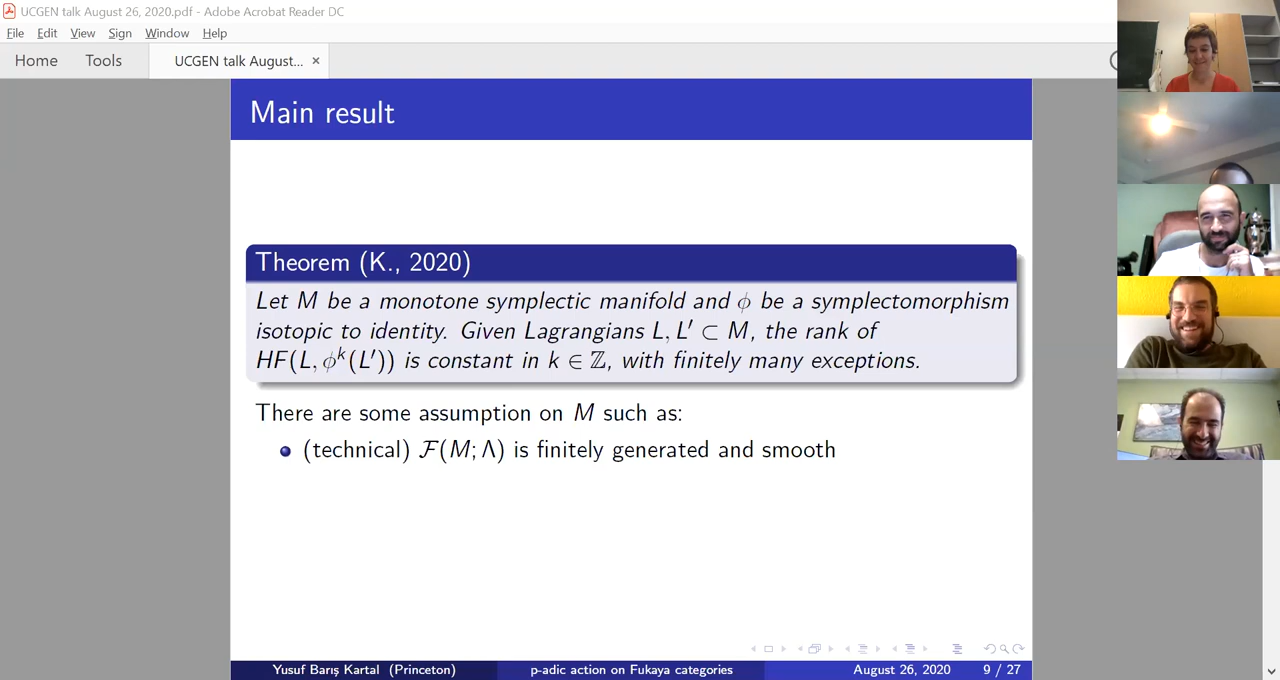 UCGEN talk August 26, 2020.pdf - Adobe Acrobat Reader DC
File Edit View Sign Window Help
Home Tools UCGEN talk August... ×
Main result
Theorem (K., 2020)
Let M be a monotone symplectic manifold and ϕ be a symplectomorphism
isotopic to identity. Given Lagrangians L, L′ ⊂ M, the rank of
HF(L, ϕᵏ(L′)) is constant in k ∈ ℤ, with finitely many exceptions.
There are some assumption on M such as:
(technical) ℱ(M; Λ) is finitely generated and smooth
Yusuf Barış Kartal (Princeton) p-adic action on Fukaya categories August 26, 2020 9 / 27